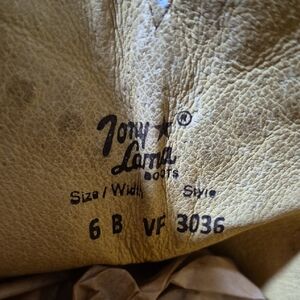 Tony ★ ®
Lama
BOOTS
Size / Width Style
6 B VF 3036